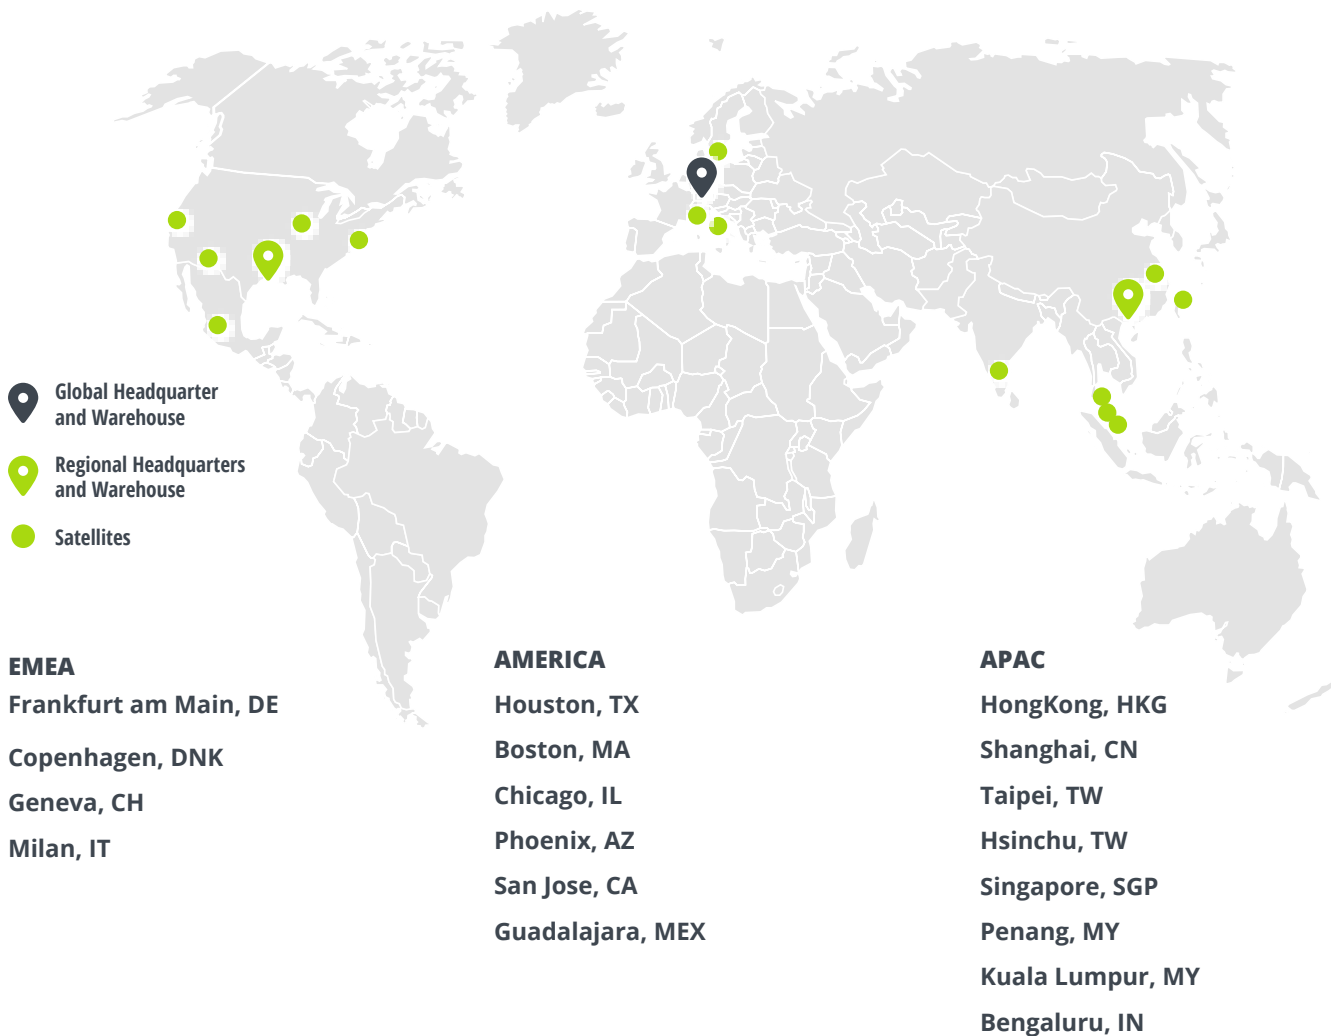 Global Headquarter
and Warehouse
Regional Headquarters
and Warehouse
Satellites
EMEA
Frankfurt am Main, DE
Copenhagen, DNK
Geneva, CH
Milan, IT
AMERICA
Houston, TX
Boston, MA
Chicago, IL
Phoenix, AZ
San Jose, CA
Guadalajara, MEX
APAC
HongKong, HKG
Shanghai, CN
Taipei, TW
Hsinchu, TW
Singapore, SGP
Penang, MY
Kuala Lumpur, MY
Bengaluru, IN